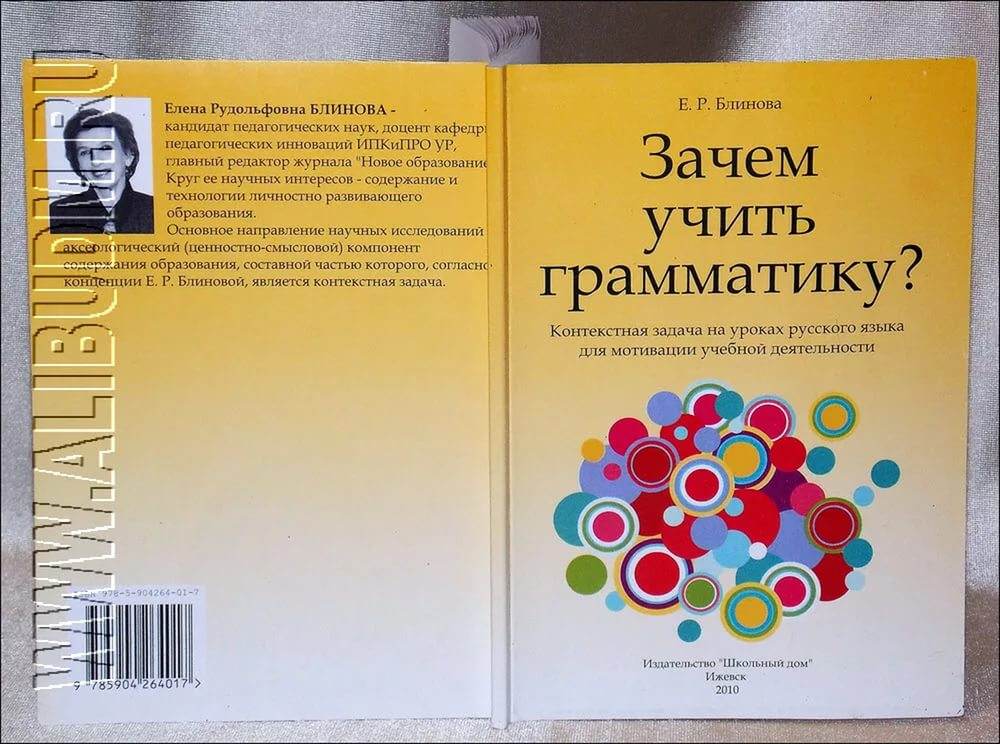 Елена Рудольфовна БЛИНОВА -
кандидат педагогических наук, доцент кафедр
педагогических инноваций ИПКиПРО УР,
главный редактор журнала "Новое образование
Круг ее научных интересов - содержание и
технологии личностно развивающего
образования.
Основное направление научных исследований
аксеологический (ценностно-смысловой) компонент
содержания образования, составной частью которого, согласно
концепции Е. Р. Блиновой, является контекстная задача.
ISBN 978-5-904264-01-7
9 785904 264017 >
WWW.ALIBUDDM.RU
Е. Р. Блинова
Зачем
учить
грамматику?
Контекстная задача на уроках русского языка
для мотивации учебной деятельности
Издательство "Школьный дом"
Ижевск
2010